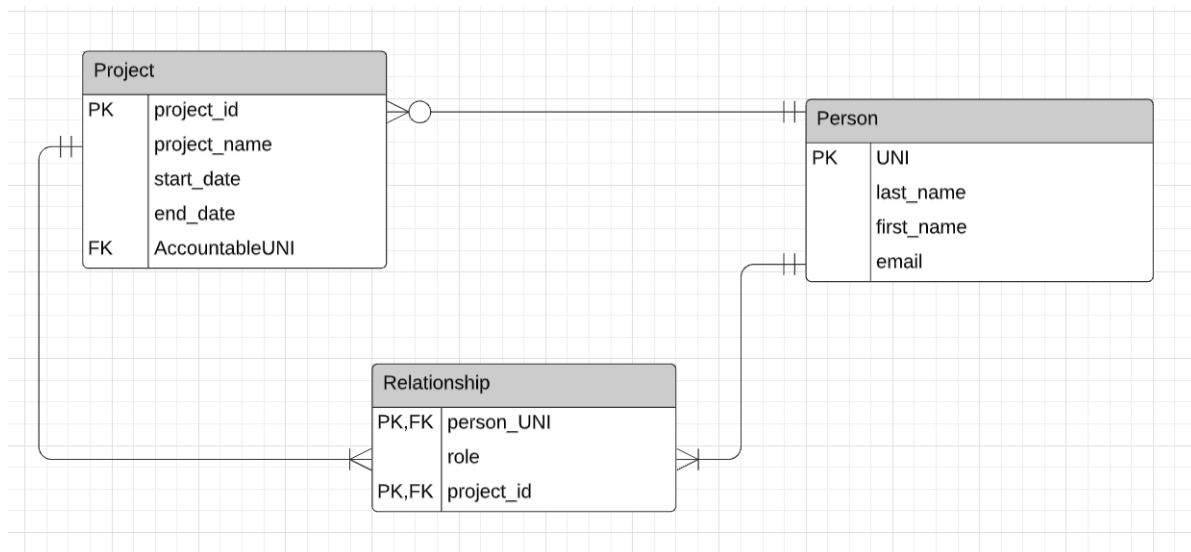 Project
PK project_id
project_name
start_date
end_date
FK AccountableUNI
Person
PK UNI
last_name
first_name
email
Relationship
PK,FK person_UNI
role
PK,FK project_id